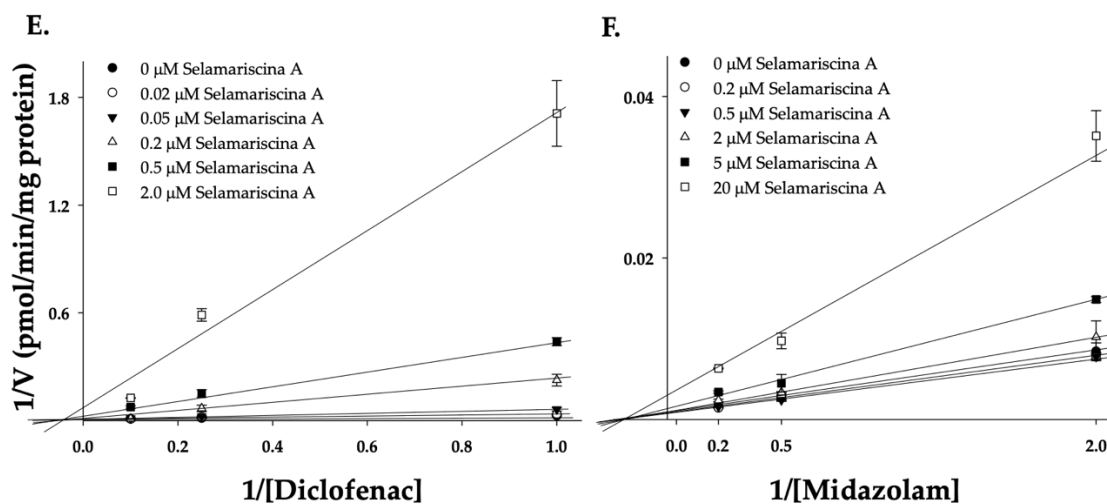 E.
1/V (pmol/min/mg protein)
0 μM Selamariscina A
0.02 μM Selamariscina A
0.05 μM Selamariscina A
0.2 μM Selamariscina A
0.5 μM Selamariscina A
2.0 μM Selamariscina A
1.8
1.2
0.6
0.0
0.2
0.4
0.6
0.8
1.0
1/[Diclofenac]
F.
0 μM Selamariscina A
0.2 μM Selamariscina A
0.5 μM Selamariscina A
2 μM Selamariscina A
5 μM Selamariscina A
20 μM Selamariscina A
0.04
0.02
0.0
0.2
0.5
2.0
1/[Midazolam]